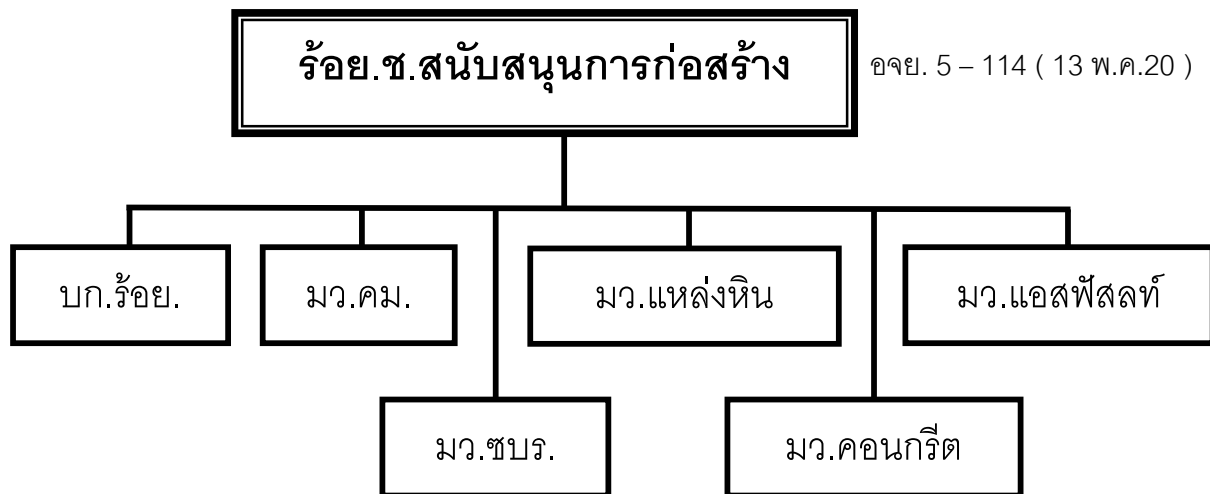 ร้อย.ช.สนับสนุนการก่อสร้าง
อจย. 5 – 114 ( 13 พ.ค.20 )
บก.ร้อย.
มว.คม.
มว.แหล่งหิน
มว.แอสฟัสลท์
มว.ซบร.
มว.คอนกรีต